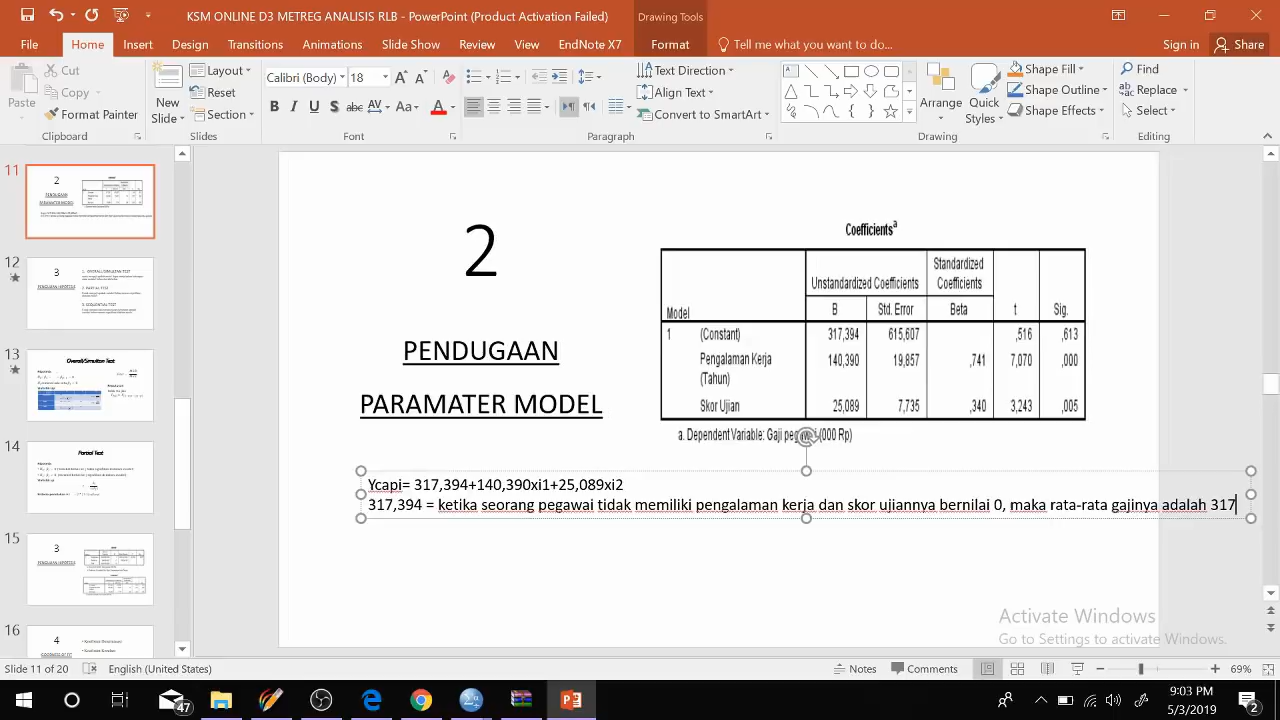 KSM ONLINE D3 METREG ANALISIS RLB - PowerPoint (Product Activation Failed)
Drawing Tools
File Home Insert Design Transitions Animations Slide Show Review View EndNote X7 Format Tell me what you want to do... Sign in Share
Paste
Cut
Copy
Format Painter
Clipboard
New Slide
Layout
Reset
Section
Slides
Calibri (Body) 18
Font
Text Direction
Align Text
Convert to SmartArt
Paragraph
Arrange
Quick Styles
Shape Fill
Shape Outline
Shape Effects
Drawing
Find
Replace
Select
Editing
11
12
13
14
15
16
2
PENDUGAAN
PARAMATER MODEL
Coefficientsa
Model
Unstandardized Coefficients
Standardized Coefficients
B Std. Error Beta t Sig.
1 (Constant) 317,394 615,607 ,516 ,613
Pengalaman Kerja (Tahun) 140,390 19,857 ,741 7,070 ,000
Skor Ujian 25,089 7,735 ,340 3,243 ,005
a. Dependent Variable: Gaji pegawai (000 Rp)
Ycapi= 317,394+140,390xi1+25,089xi2
317,394 = ketika seorang pegawai tidak memiliki pengalaman kerja dan skor ujiannya bernilai 0, maka rata-rata gajinya adalah 317
Activate Windows
Go to Settings to activate Windows.
Slide 11 of 20 English (United States) Notes Comments 69%
47
9:03 PM
5/3/2019
2